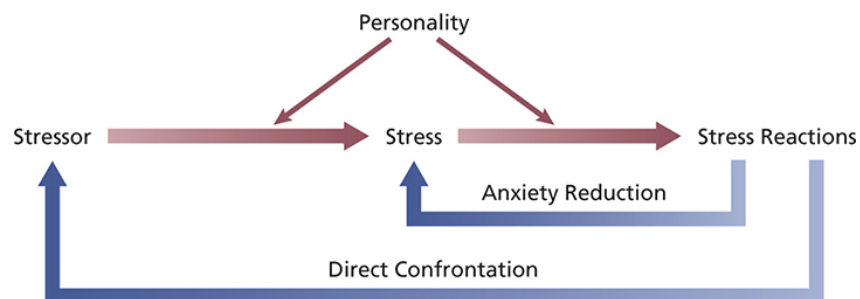 Personality
Stressor
Stress
Stress Reactions
Anxiety Reduction
Direct Confrontation